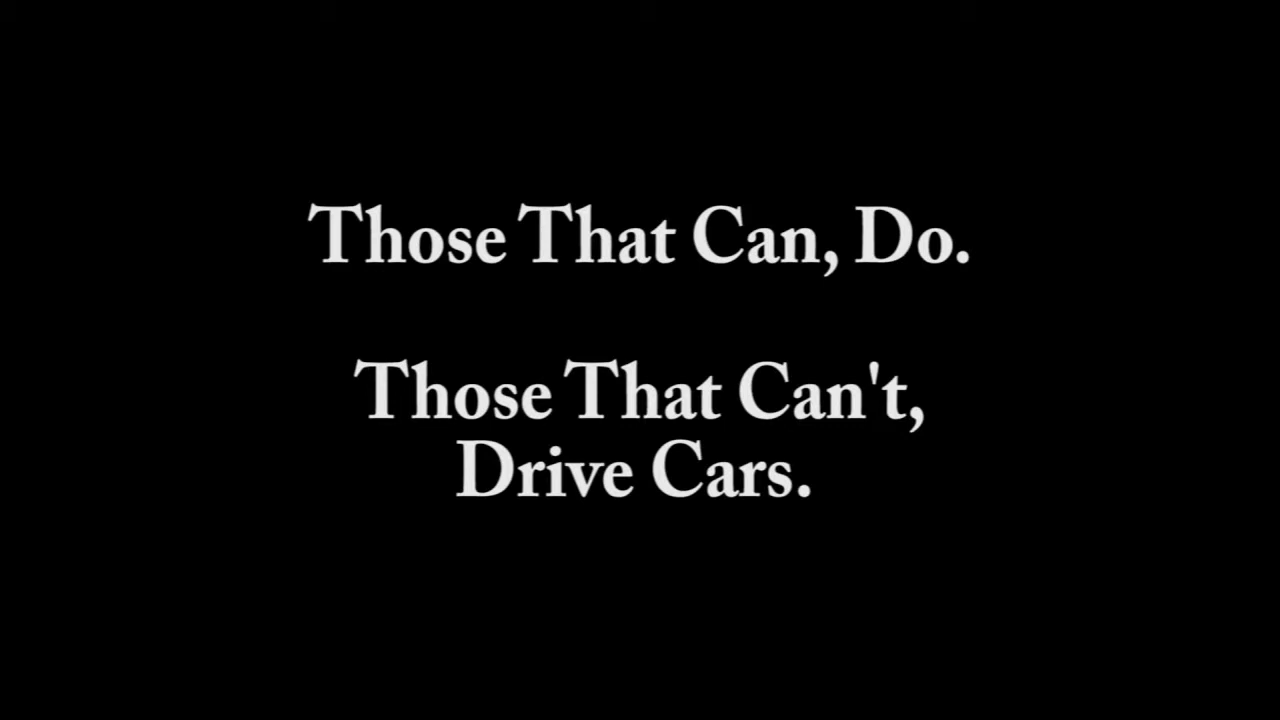 Those That Can, Do.
Those That Can't,
Drive Cars.